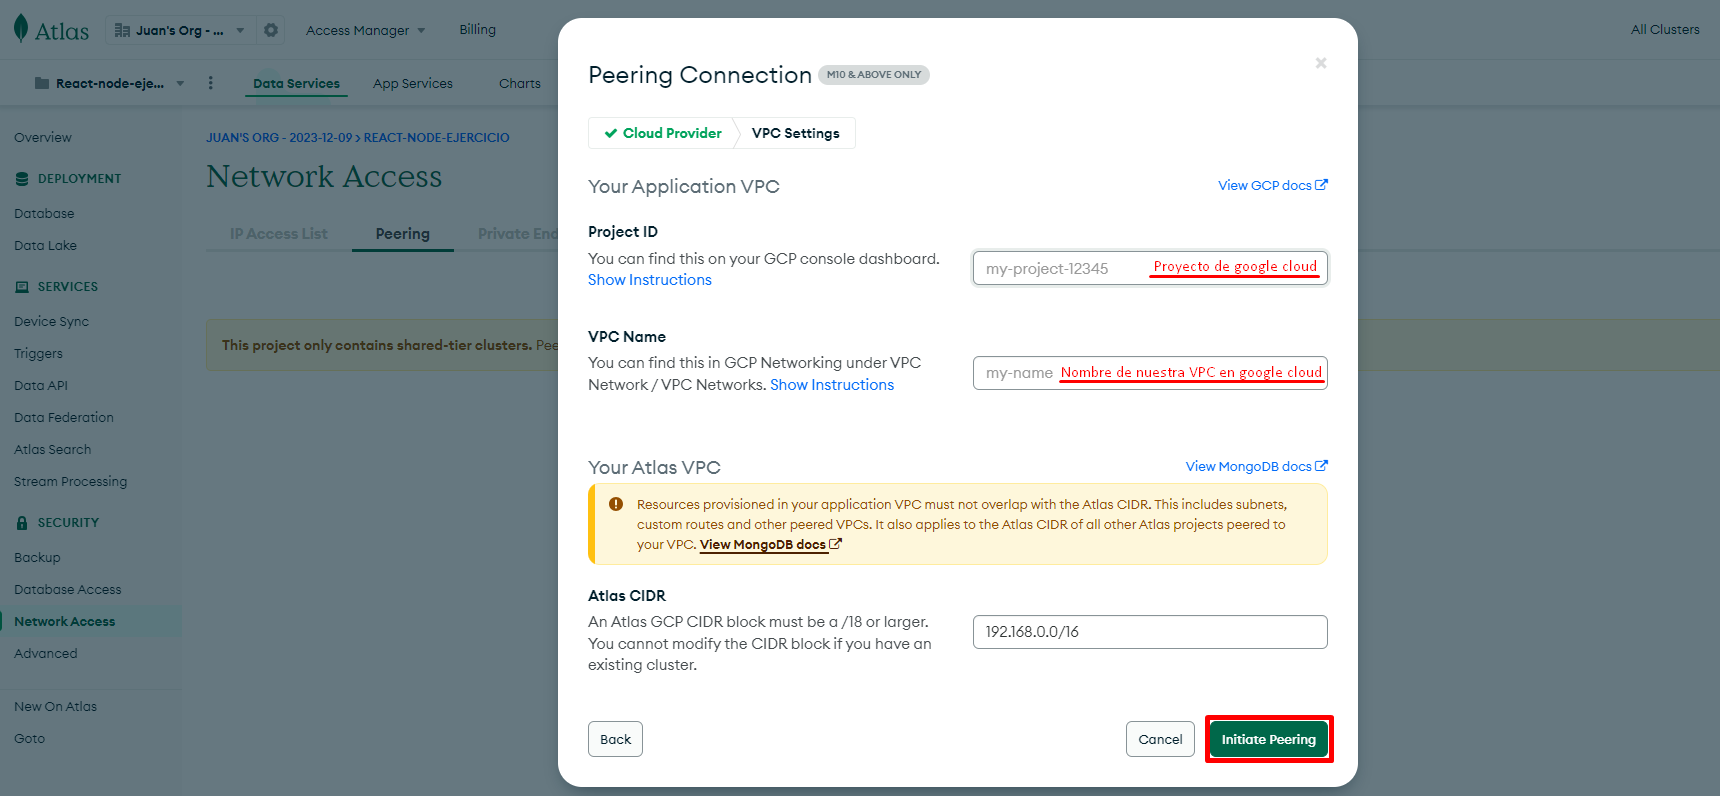 Atlas
Juan's Org - ...
Access Manager
Billing
All Clusters
React-node-eje...
Data Services
App Services
Charts
Overview
DEPLOYMENT
Database
Data Lake
SERVICES
Device Sync
Triggers
Data API
Data Federation
Atlas Search
Stream Processing
SECURITY
Backup
Database Access
Network Access
Advanced
New On Atlas
Goto
JUAN'S ORG - 2023-12-09 > REACT-NODE-EJERCICIO
Network Access
IP Access List
Peering
Private End
This project only contains shared-tier clusters. Pee
Peering Connection
M10 & ABOVE ONLY
×
Cloud Provider
VPC Settings
Your Application VPC
View GCP docs
Project ID
You can find this on your GCP console dashboard.
Show Instructions
my-project-12345
Proyecto de google cloud
VPC Name
You can find this in GCP Networking under VPC
Network / VPC Networks. Show Instructions
my-name
Nombre de nuestra VPC en google cloud
Your Atlas VPC
View MongoDB docs
Resources provisioned in your application VPC must not overlap with the Atlas CIDR. This includes subnets,
custom routes and other peered VPCs. It also applies to the Atlas CIDR of all other Atlas projects peered to
your VPC. View MongoDB docs
Atlas CIDR
An Atlas GCP CIDR block must be a /18 or larger.
You cannot modify the CIDR block if you have an
existing cluster.
192.168.0.0/16
Back
Cancel
Initiate Peering